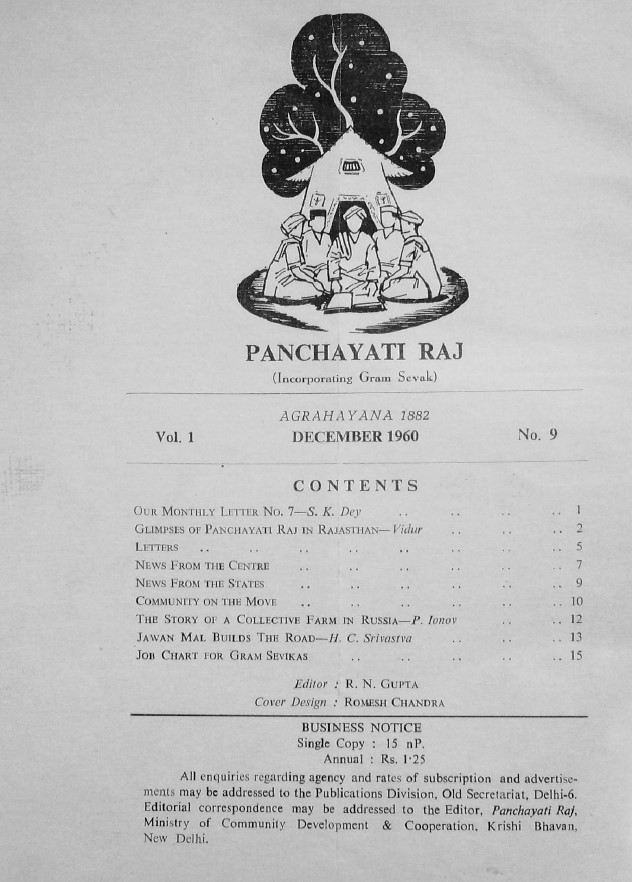 PANCHAYATI RAJ
(Incorporating Gram Sevak)
AGRAHAYANA 1882
Vol. 1 DECEMBER 1960 No. 9
CONTENTS
OUR MONTHLY LETTER NO. 7—S. K. Dey .. .. .. .. 1
GLIMPSES OF PANCHAYATI RAJ IN RAJASTHAN—Vidur .. .. .. 2
LETTERS .. .. .. .. .. .. .. .. 5
NEWS FROM THE CENTRE .. .. .. .. .. .. 7
NEWS FROM THE STATES .. .. .. .. .. .. 9
COMMUNITY ON THE MOVE .. .. .. .. .. .. 10
THE STORY OF A COLLECTIVE FARM IN RUSSIA—P. Ionov .. .. 12
JAWAN MAL BUILDS THE ROAD—H. C. Srivastva .. .. .. 13
JOB CHART FOR GRAM SEVIKAS .. .. .. .. .. 15
Editor : R. N. GUPTA
Cover Design : ROMESH CHANDRA
BUSINESS NOTICE
Single Copy : 15 nP.
Annual : Rs. 1·25
All enquiries regarding agency and rates of subscription and advertise-
ments may be addressed to the Publications Division, Old Secretariat, Delhi-6.
Editorial correspondence may be addressed to the Editor, Panchayati Raj,
Ministry of Community Development & Cooperation, Krishi Bhavan,
New Delhi.